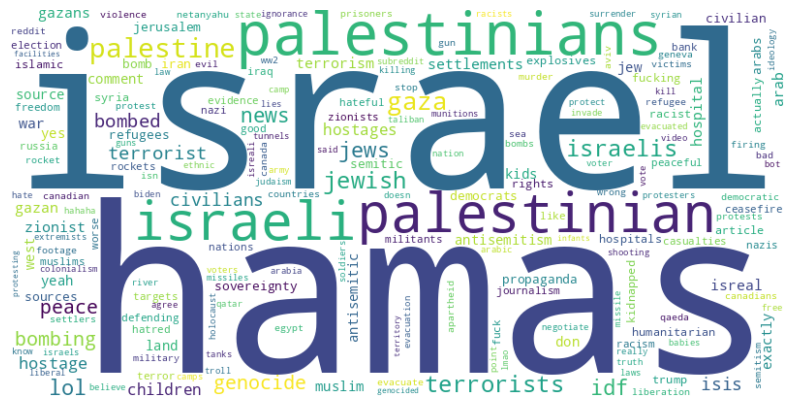 israel
hamas
palestinians
palestinian
israeli
palestine
gaza
gazans
violence
netanyahu
state
ignorance
prisoners
racists
surrender
syrian
civilian
reddit
facilities
election
islamic
jerusalem
bomb
iran
evil
terrorism
subreddit
gun
settlements
explosives
bank
geneva
victims
ideology
law
iraq
killing
aviv
jew
arabs
arab
comment
source
freedom
syria
protest
evidence
lies
camp
nazi
hateful
stop
murder
fucking
actually
war
yes
bombed
news
zionists
taliban
munitions
protect
invade
refugee
kill
racist
hospital
russia
refugees
good
hostages
evacuated
message
rocket
guns
terrorist
tunnels
said
army
jews
semitic
sea
bombs
israelis
video
firing
bad
bot
isn
rockets
isreali
canada
jewish
nation
kids
voter
peaceful
vote
hate
canadian
ethnic
judaism
countries
doesn
rights
wrong
protesters
democratic
gazan
hahaha
biden
civilians
democrats
like
ceasefire
protests
zionist
extremists
worse
nations
militants
antisemitism
infants
hospitals
casualties
article
nazis
footage
muslims
west
colonialism
protesting
arabia
soldiers
antisemitic
arabic
shooting
yeah
river
voters
missiles
sovereignty
propaganda
journalism
kidnapped
isreal
canadians
sources
peace
targets
agree
holocaust
qatar
apartheid
qaeda
free
settlers
defending
missile
humanitarian
bombing
hatred
egypt
territory
evacuation
negotiate
don
racism
babies
exactly
know
israels
land
fuck
really
truth
semitism
hostage
military
tanks
point
lmao
laws
liberal
terror
camps
troll
evacuate
trump
lol
believe
children
genocide
muslim
genocided
terrorists
idf
liberation
isis